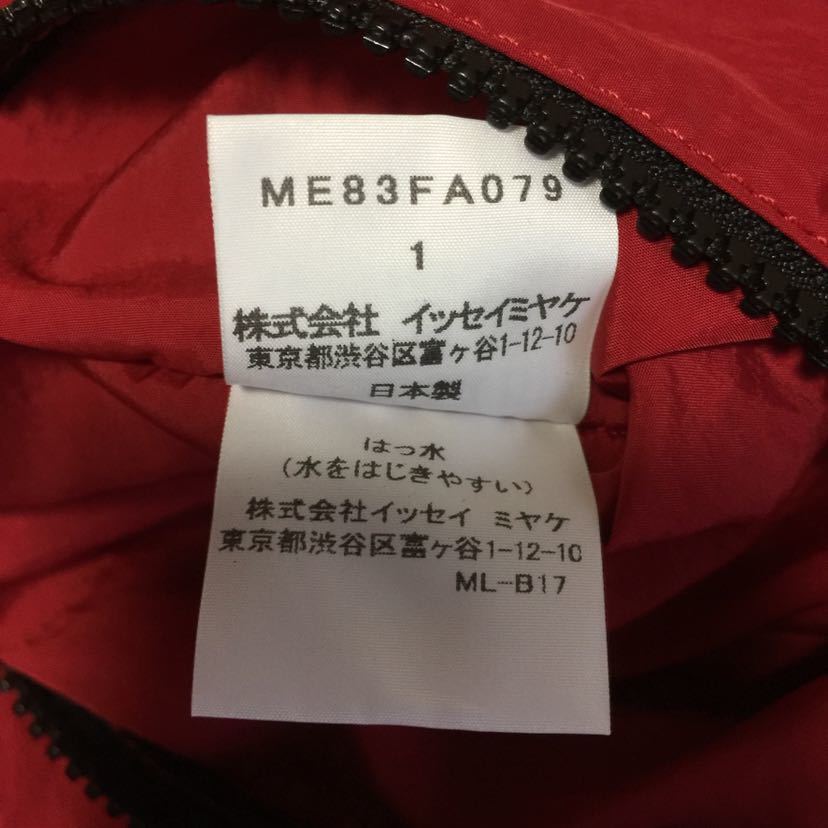 ME83FA079
1
株式会社 イッセイミヤケ
東京都渋谷区富ヶ谷1-12-10
日本製
はっ水
(水をはじきやすい)
株式会社イッセイ ミヤケ
東京都渋谷区富ヶ谷1-12-10
ML-B17